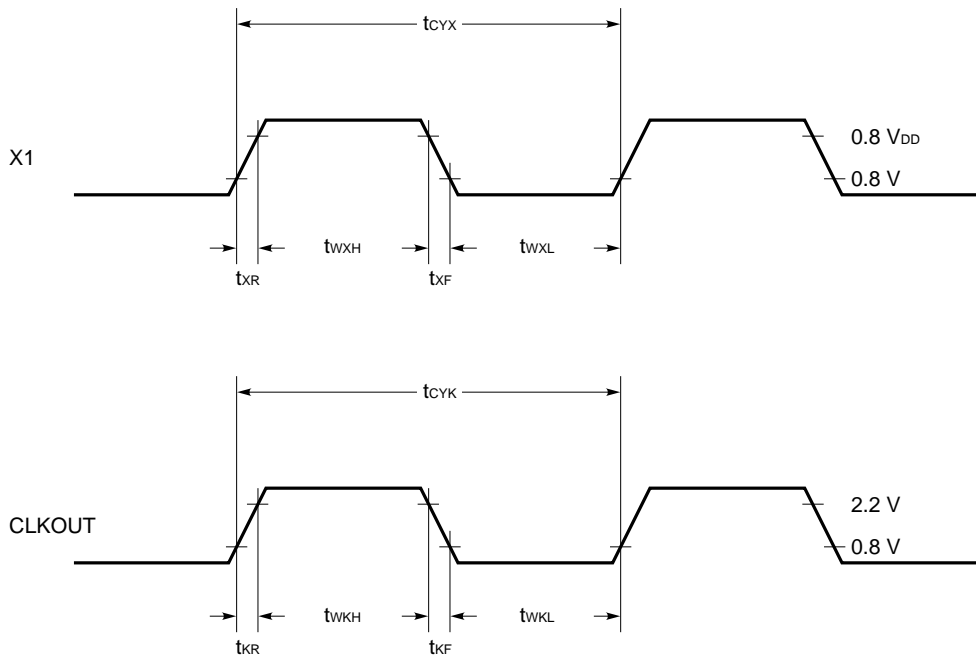 tCYX
X1
0.8 VDD
0.8 V
tWXH
tWXL
tXR
tXF
tCYK
CLKOUT
2.2 V
0.8 V
tWKH
tWKL
tKR
tKF